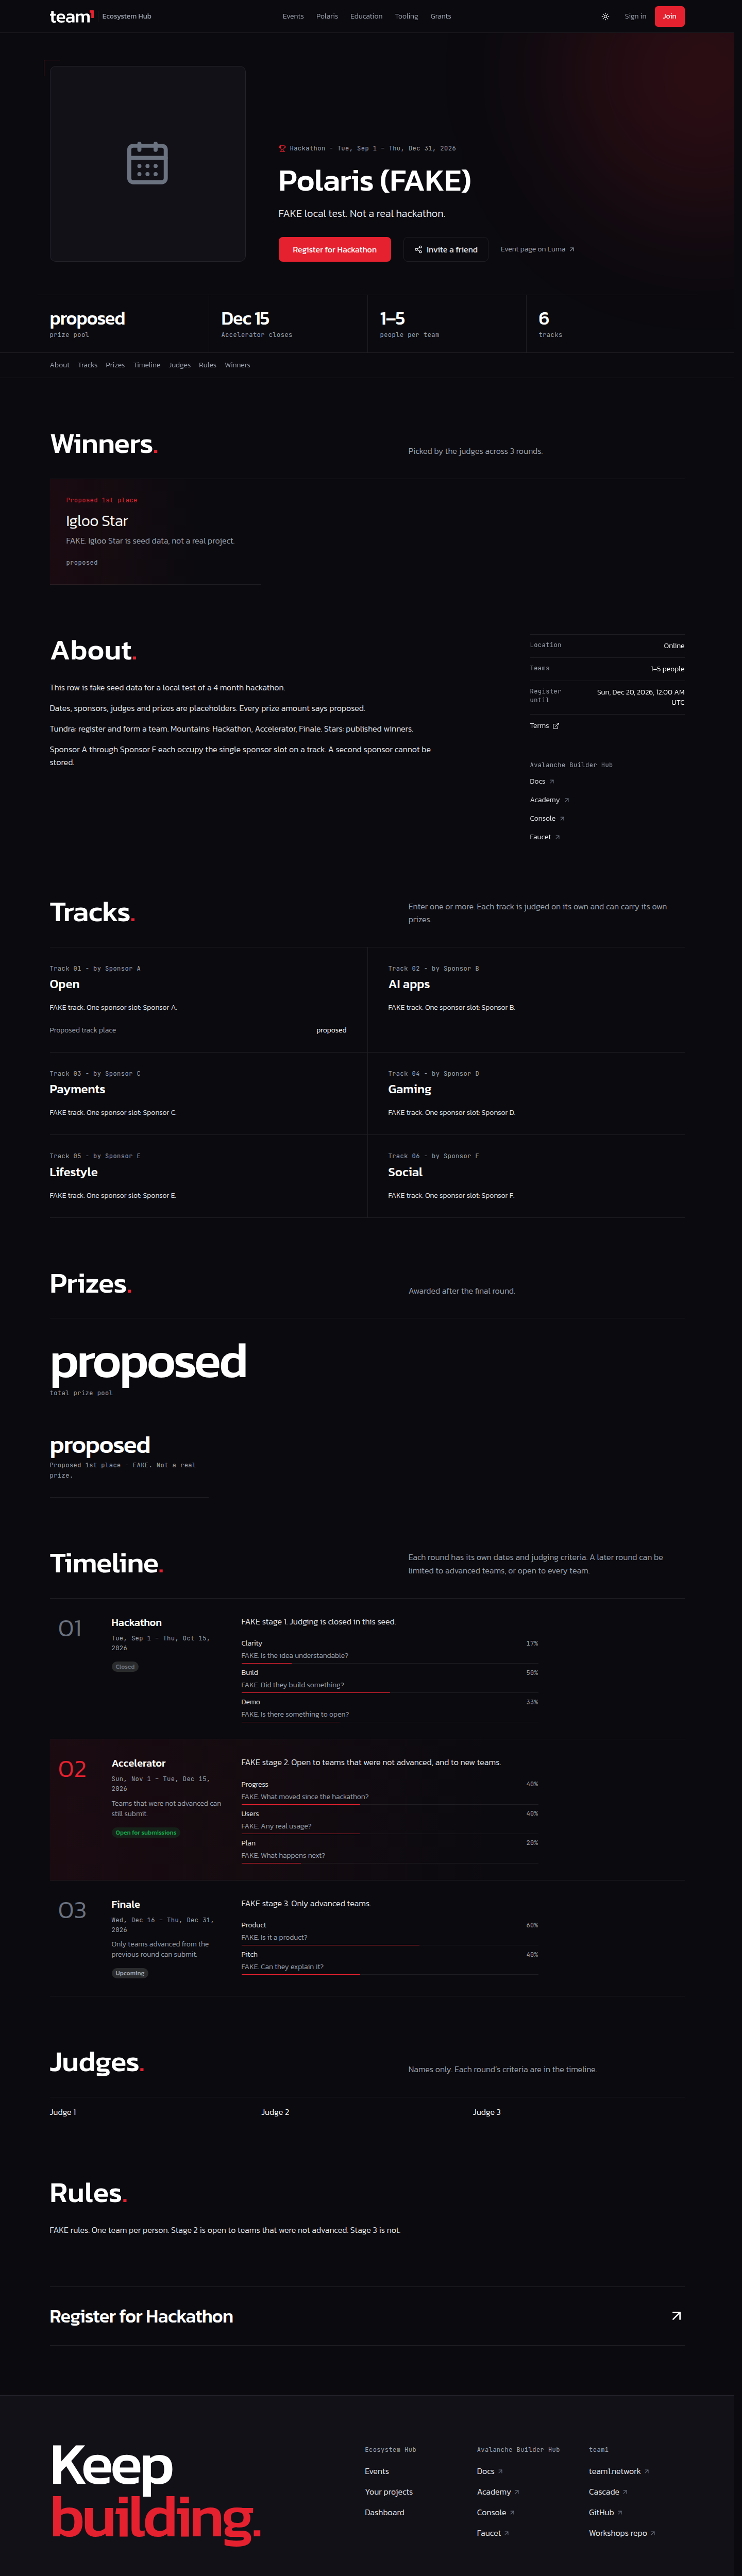 team1 Ecosystem Hub Events Polaris Education Tooling Grants Sign in Join
Hackathon - Tue, Sep 1 – Thu, Dec 31, 2026
Polaris (FAKE)
FAKE local test. Not a real hackathon.
Register for Hackathon Invite a friend Event page on Luma
proposed
prize pool
Dec 15
Accelerator closes
1–5
people per team
6
tracks
About Tracks Prizes Timeline Judges Rules Winners
Winners.
Picked by the judges across 3 rounds.
Proposed 1st place
Igloo Star
FAKE. Igloo Star is seed data, not a real project.
proposed
About.
This row is fake seed data for a local test of a 4 month hackathon.
Dates, sponsors, judges and prizes are placeholders. Every prize amount says proposed.
Tundra: register and form a team. Mountains: Hackathon, Accelerator, Finale. Stars: published winners.
Sponsor A through Sponsor F each occupy the single sponsor slot on a track. A second sponsor cannot be
stored.
Location Online
Teams 1–5 people
Register until Sun, Dec 20, 2026, 12:00 AM UTC
Terms
Avalanche Builder Hub
Docs
Academy
Console
Faucet
Tracks.
Enter one or more. Each track is judged on its own and can carry its own
prizes.
Track 01 - by Sponsor A
Open
FAKE track. One sponsor slot: Sponsor A.
Proposed track place proposed
Track 02 - by Sponsor B
AI apps
FAKE track. One sponsor slot: Sponsor B.
Track 03 - by Sponsor C
Payments
FAKE track. One sponsor slot: Sponsor C.
Track 04 - by Sponsor D
Gaming
FAKE track. One sponsor slot: Sponsor D.
Track 05 - by Sponsor E
Lifestyle
FAKE track. One sponsor slot: Sponsor E.
Track 06 - by Sponsor F
Social
FAKE track. One sponsor slot: Sponsor F.
Prizes.
Awarded after the final round.
proposed
total prize pool
proposed
Proposed 1st place - FAKE. Not a real
prize.
Timeline.
Each round has its own dates and judging criteria. A later round can be
limited to advanced teams, or open to every team.
01
Hackathon
Tue, Sep 1 – Thu, Oct 15,
2026
Closed
FAKE stage 1. Judging is closed in this seed.
Clarity 17%
FAKE. Is the idea understandable?
Build 50%
FAKE. Did they build something?
Demo 33%
FAKE. Is there something to open?
02
Accelerator
Sun, Nov 1 – Tue, Dec 15,
2026
Teams that were not advanced can
still submit.
Open for submissions
FAKE stage 2. Open to teams that were not advanced, and to new teams.
Progress 40%
FAKE. What moved since the hackathon?
Users 40%
FAKE. Any real usage?
Plan 20%
FAKE. What happens next?
03
Finale
Wed, Dec 16 – Thu, Dec 31,
2026
Only teams advanced from the
previous round can submit.
Upcoming
FAKE stage 3. Only advanced teams.
Product 60%
FAKE. Is it a product?
Pitch 40%
FAKE. Can they explain it?
Judges.
Names only. Each round's criteria are in the timeline.
Judge 1 Judge 2 Judge 3
Rules.
FAKE rules. One team per person. Stage 2 is open to teams that were not advanced. Stage 3 is not.
Register for Hackathon
Keep
building.
Ecosystem Hub
Events
Your projects
Dashboard
Avalanche Builder Hub
Docs
Academy
Console
Faucet
team1
team1.network
Cascade
GitHub
Workshops repo